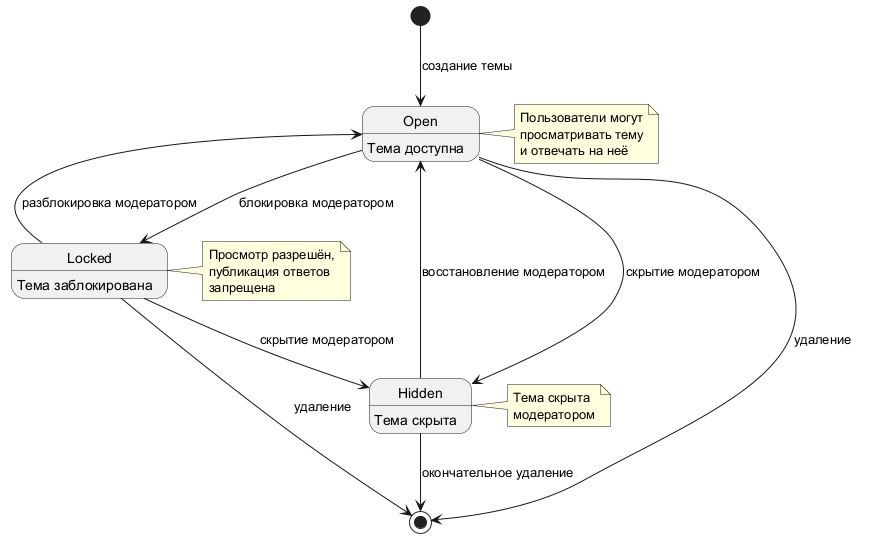 создание темы
Open
Тема доступна
Пользователи могут
просматривать тему
и отвечать на неё
разблокировка модератором
блокировка модератором
Locked
Тема заблокирована
Просмотр разрешён,
публикация ответов
запрещена
восстановление модератором
скрытие модератором
скрытие модератором
удаление
Hidden
Тема скрыта
Тема скрыта
модератором
удаление
окончательное удаление